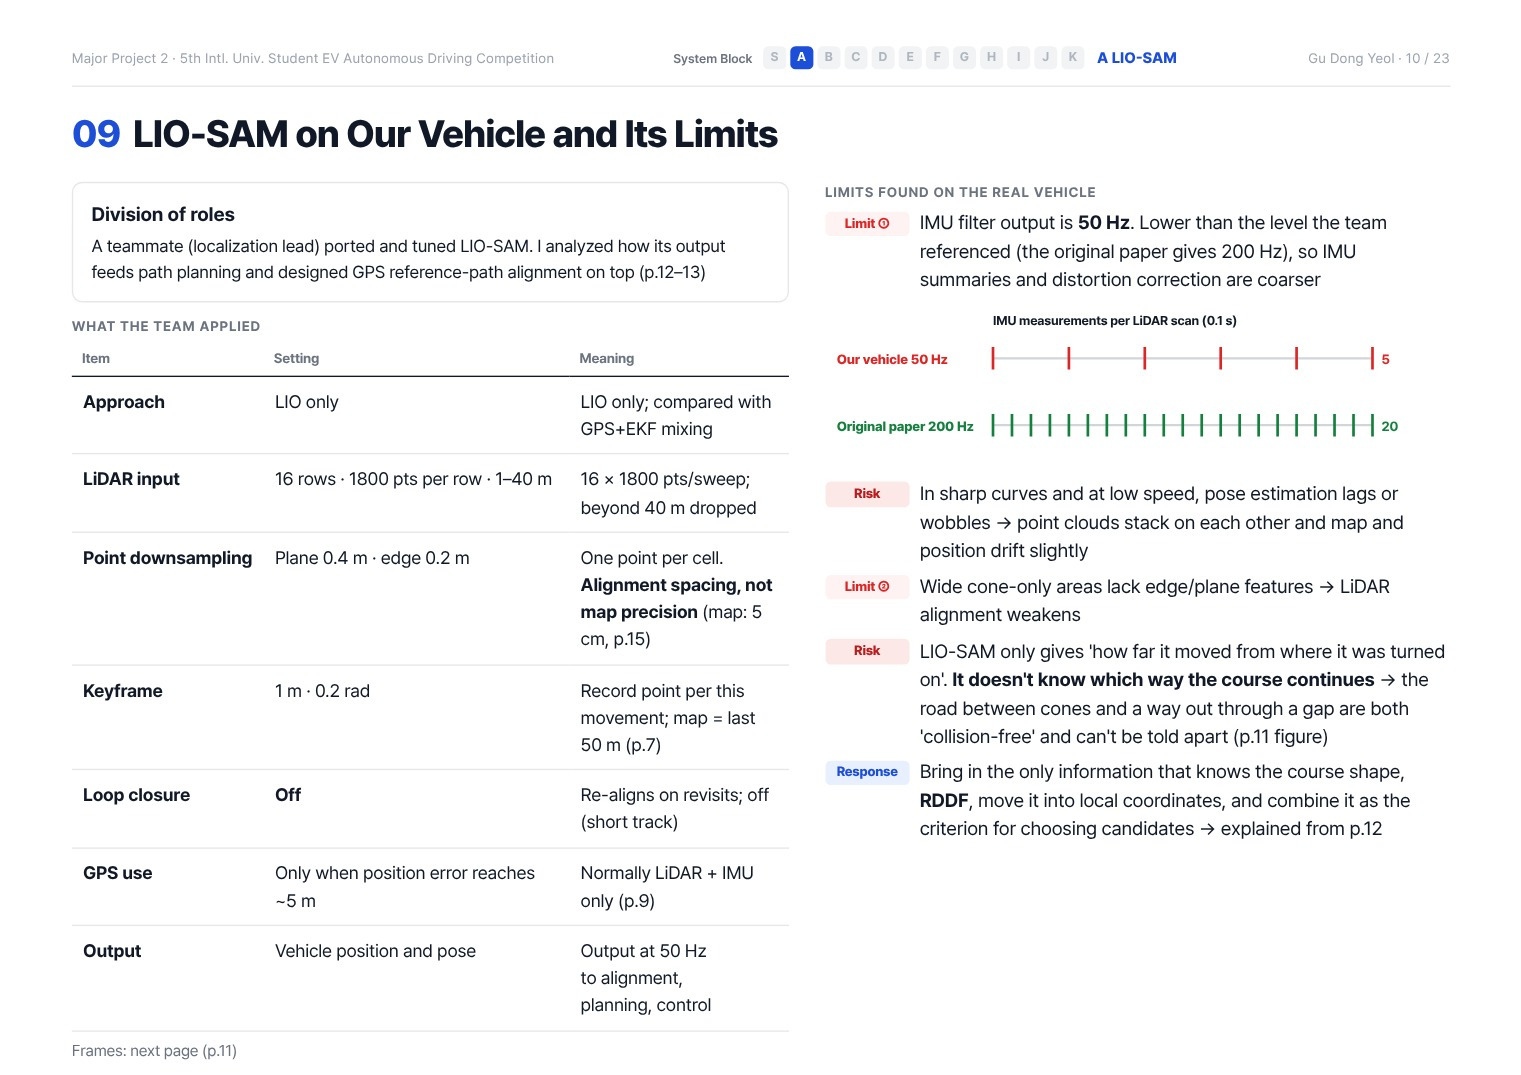 Major Project 2 · 5th Intl. Univ. Student EV Autonomous Driving Competition
System Block S A B C D E F G H I J K A LIO-SAM
Gu Dong Yeol · 10 / 23
09 LIO-SAM on Our Vehicle and Its Limits
Division of roles
A teammate (localization lead) ported and tuned LIO-SAM. I analyzed how its output
feeds path planning and designed GPS reference-path alignment on top (p.12–13)
WHAT THE TEAM APPLIED
Item Setting Meaning
Approach LIO only LIO only; compared with
GPS+EKF mixing
LiDAR input 16 rows · 1800 pts per row · 1–40 m 16 × 1800 pts/sweep;
beyond 40 m dropped
Point downsampling Plane 0.4 m · edge 0.2 m One point per cell.
Alignment spacing, not
map precision (map: 5
cm, p.15)
Keyframe 1 m · 0.2 rad Record point per this
movement; map = last
50 m (p.7)
Loop closure Off Re-aligns on revisits; off
(short track)
GPS use Only when position error reaches Normally LiDAR + IMU
~5 m only (p.9)
Output Vehicle position and pose Output at 50 Hz
to alignment,
planning, control
Frames: next page (p.11)
LIMITS FOUND ON THE REAL VEHICLE
Limit ① IMU filter output is 50 Hz. Lower than the level the team
referenced (the original paper gives 200 Hz), so IMU
summaries and distortion correction are coarser
IMU measurements per LiDAR scan (0.1 s)
Our vehicle 50 Hz 5
Original paper 200 Hz 20
Risk In sharp curves and at low speed, pose estimation lags or
wobbles → point clouds stack on each other and map and
position drift slightly
Limit ② Wide cone-only areas lack edge/plane features → LiDAR
alignment weakens
Risk LIO-SAM only gives 'how far it moved from where it was turned
on'. It doesn't know which way the course continues → the
road between cones and a way out through a gap are both
'collision-free' and can't be told apart (p.11 figure)
Response Bring in the only information that knows the course shape,
RDDF, move it into local coordinates, and combine it as the
criterion for choosing candidates → explained from p.12